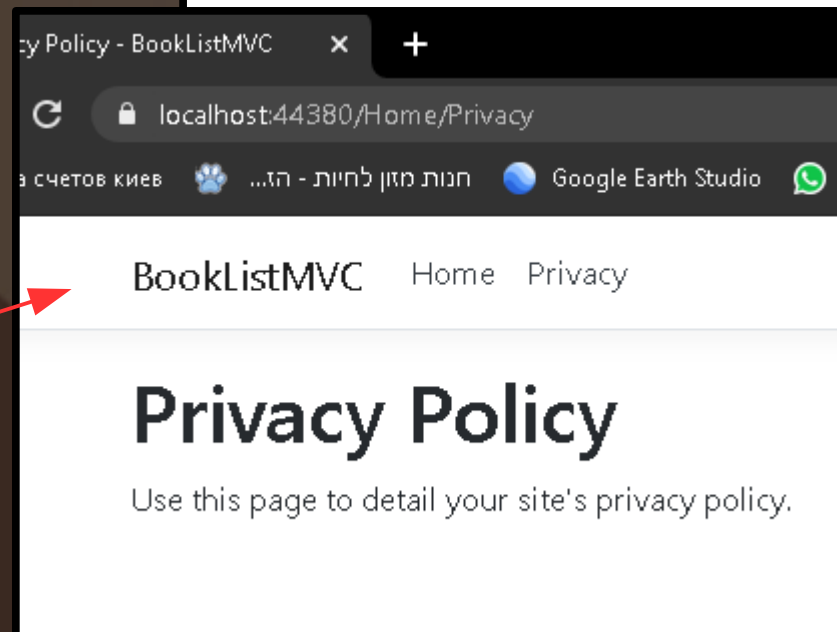 cy Policy - BookListMVC
localhost:44380/Home/Privacy
а счетов киев חנות מזון לחיות - הז... Google Earth Studio
BookListMVC Home Privacy
Privacy Policy
Use this page to detail your site's privacy policy.